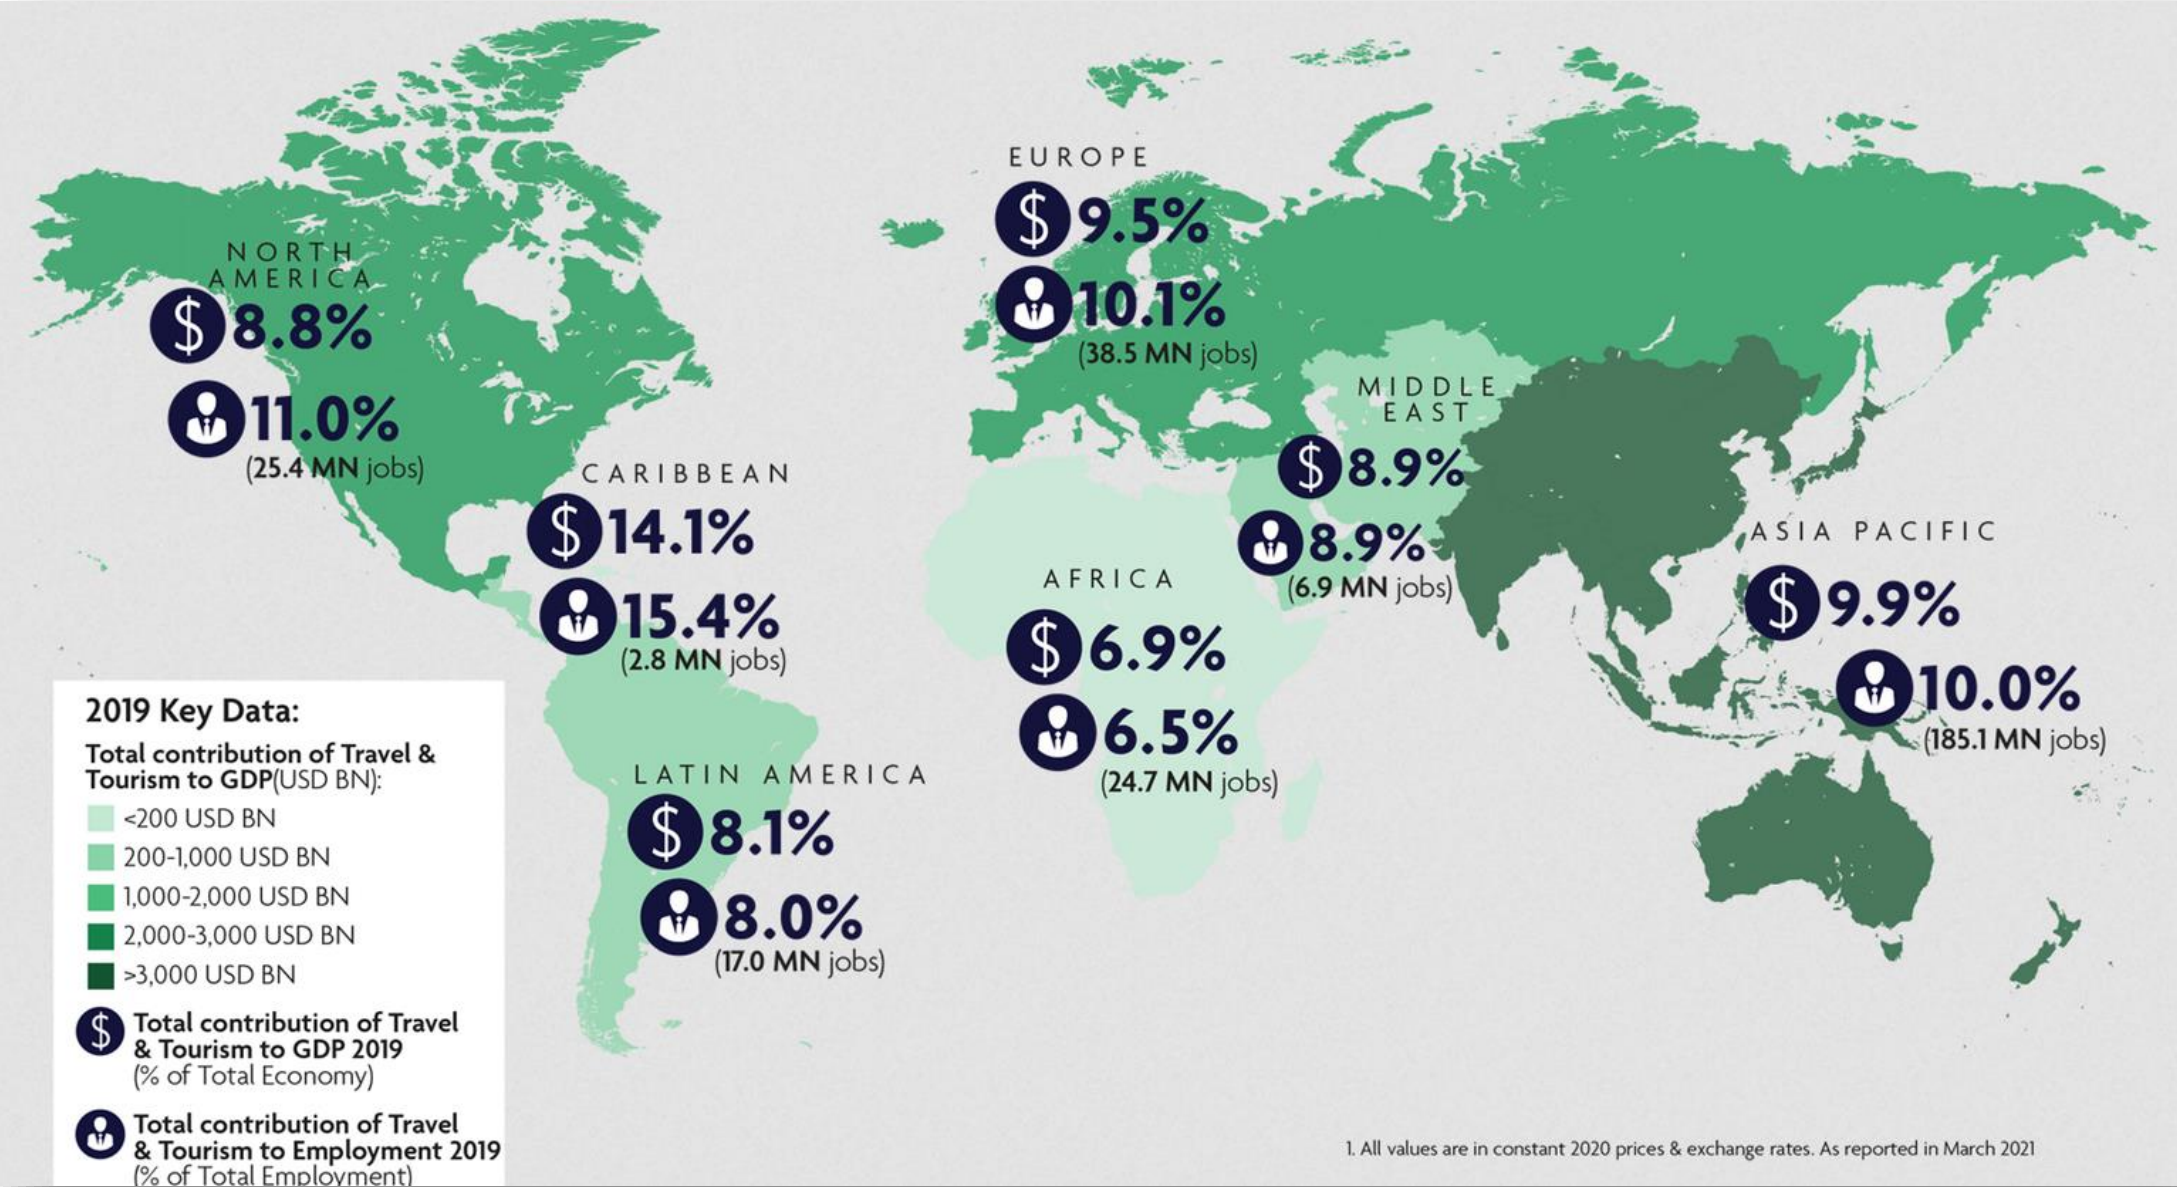 NORTH
AMERICA
$ 8.8%
11.0%
(25.4 MN jobs)
CARIBBEAN
$ 14.1%
15.4%
(2.8 MN jobs)
LATIN AMERICA
$ 8.1%
8.0%
(17.0 MN jobs)
EUROPE
$ 9.5%
10.1%
(38.5 MN jobs)
AFRICA
$ 6.9%
6.5%
(24.7 MN jobs)
MIDDLE
EAST
$ 8.9%
8.9%
(6.9 MN jobs)
ASIA PACIFIC
$ 9.9%
10.0%
(185.1 MN jobs)
2019 Key Data:
Total contribution of Travel &
Tourism to GDP(USD BN):
<200 USD BN
200-1,000 USD BN
1,000-2,000 USD BN
2,000-3,000 USD BN
>3,000 USD BN
$ Total contribution of Travel
& Tourism to GDP 2019
(% of Total Economy)
Total contribution of Travel
& Tourism to Employment 2019
(% of Total Employment)
1. All values are in constant 2020 prices & exchange rates. As reported in March 2021